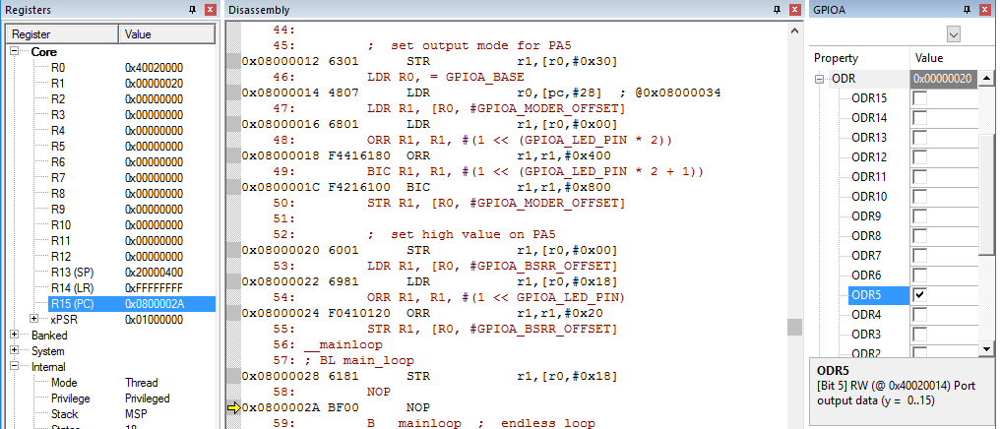 Registers
Register Value
Core
R0 0x40020000
R1 0x00000020
R2 0x00000000
R3 0x00000000
R4 0x00000000
R5 0x00000000
R6 0x00000000
R7 0x00000000
R8 0x00000000
R9 0x00000000
R10 0x00000000
R11 0x00000000
R12 0x00000000
R13 (SP) 0x20000400
R14 (LR) 0xFFFFFFFF
R15 (PC) 0x0800002A
xPSR 0x01000000
Banked
System
Internal
Mode Thread
Privilege Privileged
Stack MSP
States 18
Disassembly
44:
45: ; set output mode for PA5
0x08000012 6301 STR r1,[r0,#0x30]
46: LDR R0, = GPIOA_BASE
0x08000014 4807 LDR r0,[pc,#28] ; @0x08000034
47: LDR R1, [R0, #GPIOA_MODER_OFFSET]
0x08000016 6801 LDR r1,[r0,#0x00]
48: ORR R1, R1, #(1 << (GPIOA_LED_PIN * 2))
0x08000018 F4416180 ORR r1,r1,#0x400
49: BIC R1, R1, #(1 << (GPIOA_LED_PIN * 2 + 1))
0x0800001C F4216100 BIC r1,r1,#0x800
50: STR R1, [R0, #GPIOA_MODER_OFFSET]
51:
52: ; set high value on PA5
0x08000020 6001 STR r1,[r0,#0x00]
53: LDR R1, [R0, #GPIOA_BSRR_OFFSET]
0x08000022 6981 LDR r1,[r0,#0x18]
54: ORR R1, R1, #(1 << GPIOA_LED_PIN)
0x08000024 F0410120 ORR r1,r1,#0x20
55: STR R1, [R0, #GPIOA_BSRR_OFFSET]
56: __mainloop
57: ; BL main_loop
0x08000028 6181 STR r1,[r0,#0x18]
58: NOP
0x0800002A BF00 NOP
59: B __mainloop ; endless loop
GPIOA
Property Value
ODR 0x00000020
ODR15
ODR14
ODR13
ODR12
ODR11
ODR10
ODR9
ODR8
ODR7
ODR6
ODR5
ODR4
ODR3
ODR2
ODR5
[Bit 5] RW (@ 0x40020014) Port
output data (y = 0..15)